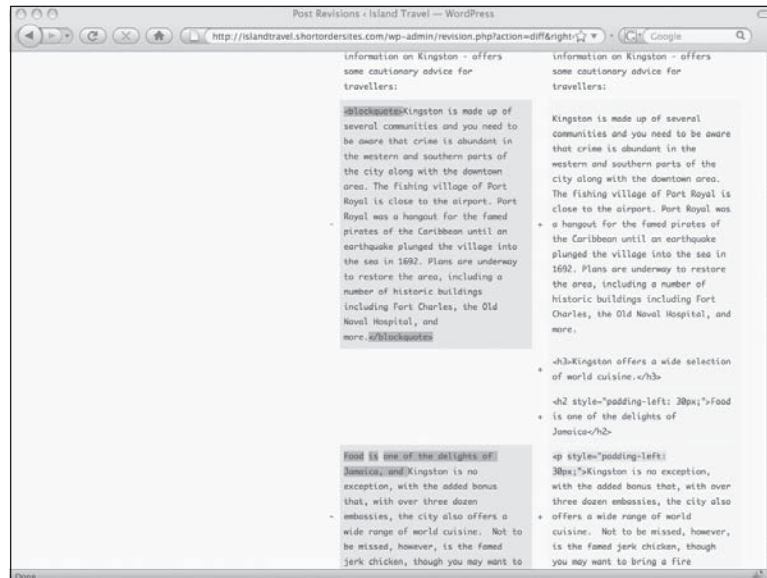 Post Revisions ‹ Island Travel — WordPress
http://islandtravel.shortordersites.com/wp-admin/revision.php?action=diff&right
Google
information on Kingston - offers
some cautionary advice for
travellers:
<blockquote>Kingston is made up of
several communities and you need to
be aware that crime is abundant in
the western and southern parts of
the city along with the downtown
area. The fishing village of Port
Royal is close to the airport. Port
Royal was a hangout for the famed
- pirates of the Caribbean until an
earthquake plunged the village into
the sea in 1692. Plans are underway
to restore the area, including a
number of historic buildings
including Fort Charles, the Old
Naval Hospital, and
more.</blockquote>
Food is one of the delights of
Jamaica, and Kingston is no
exception, with the added bonus
that, with over three dozen
- embassies, the city also offers a
wide range of world cuisine.  Not to
be missed, however, is the famed
jerk chicken, though you may want to
information on Kingston - offers
some cautionary advice for
travellers:
Kingston is made up of several
communities and you need to be aware
that crime is abundant in the
western and southern parts of the
city along with the downtown area.
The fishing village of Port Royal is
close to the airport. Port Royal was
+ a hangout for the famed pirates of
the Caribbean until an earthquake
plunged the village into the sea in
1692. Plans are underway to restore
the area, including a number of
historic buildings including Fort
Charles, the Old Naval Hospital, and
more.
+ <h3>Kingston offers a wide selection
of world cuisine.</h3>
<h2 style="padding-left: 30px;">Food
+ is one of the delights of
Jamaica</h2>
<p style="padding-left:
30px;">Kingston is no exception,
with the added bonus that, with over
three dozen embassies, the city also
+ offers a wide range of world
cuisine.  Not to be missed, however,
is the famed jerk chicken, though
you may want to bring a fire
Done